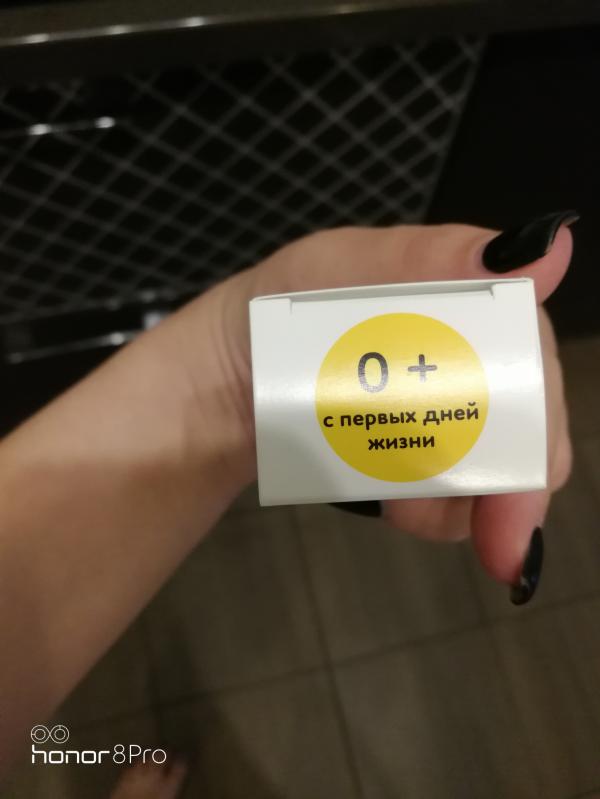 0 +
с первых дней
жизни
honor 8Pro